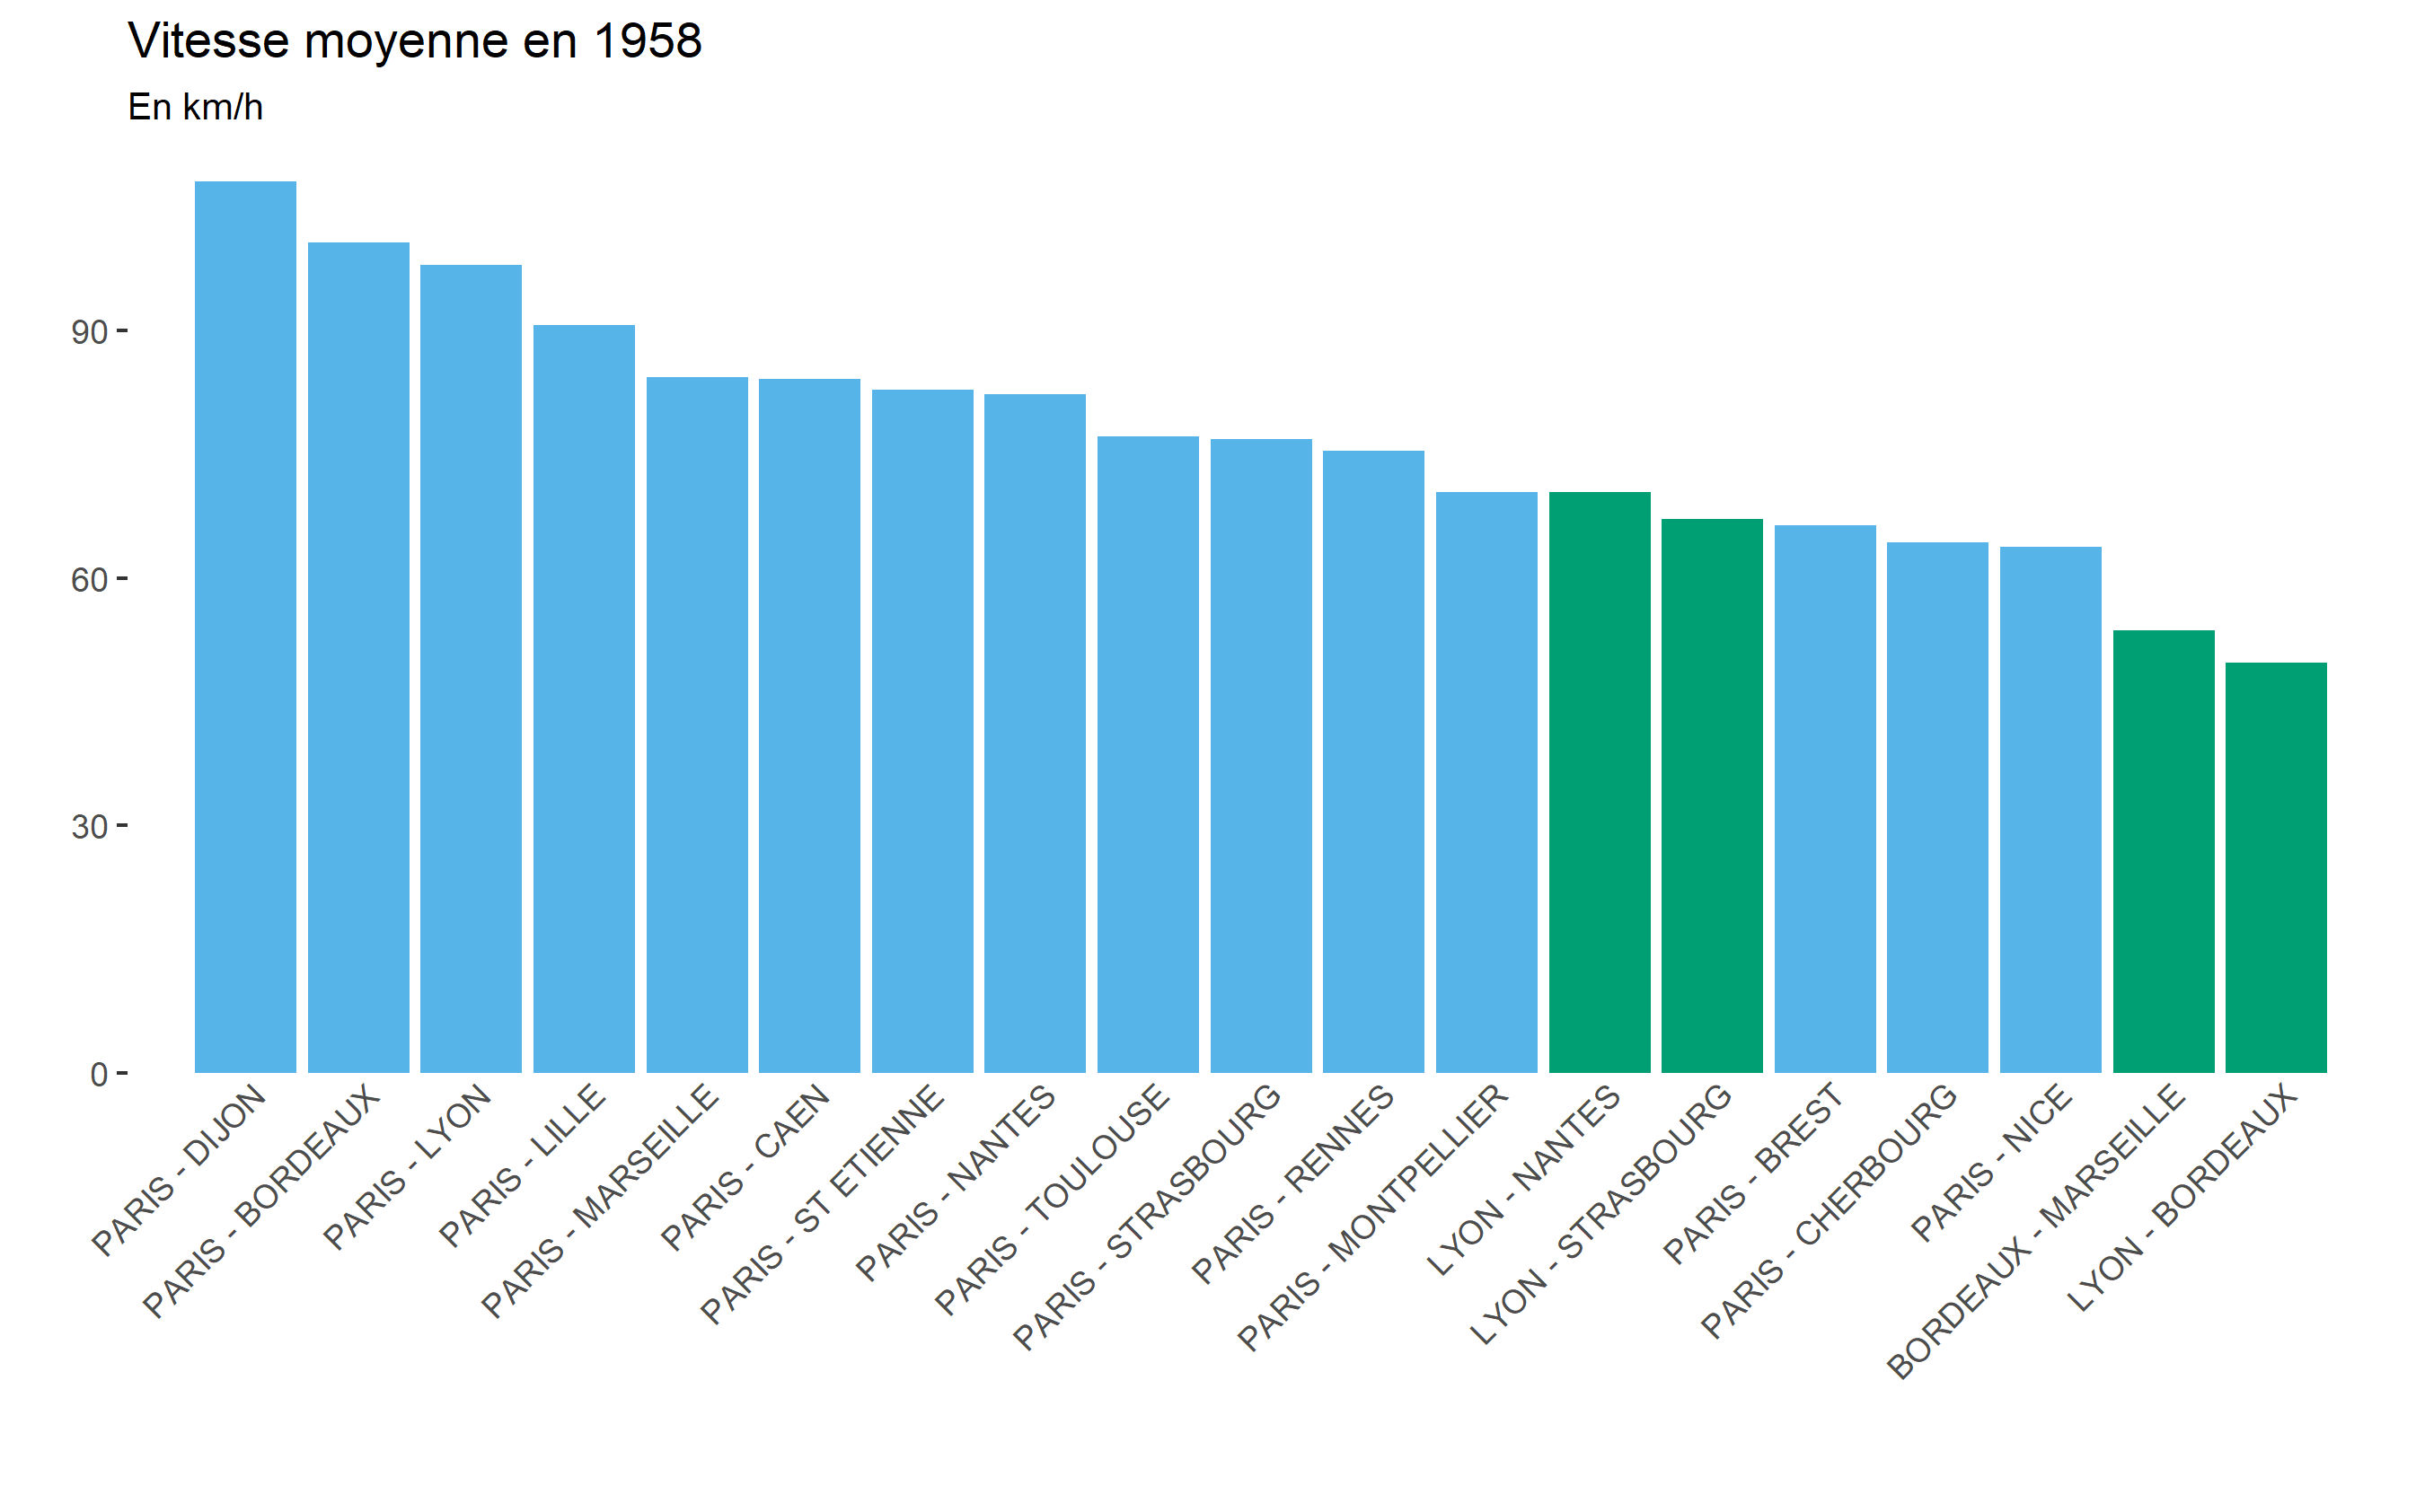 Vitesse moyenne en 1958
En km/h
90
60
30
0
PARIS - DIJON
PARIS - BORDEAUX
PARIS - LYON
PARIS - LILLE
PARIS - MARSEILLE
PARIS - CAEN
PARIS - ST ETIENNE
PARIS - NANTES
PARIS - TOULOUSE
PARIS - STRASBOURG
PARIS - RENNES
PARIS - MONTPELLIER
LYON - NANTES
LYON - STRASBOURG
PARIS - BREST
PARIS - CHERBOURG
PARIS - NICE
BORDEAUX - MARSEILLE
LYON - BORDEAUX